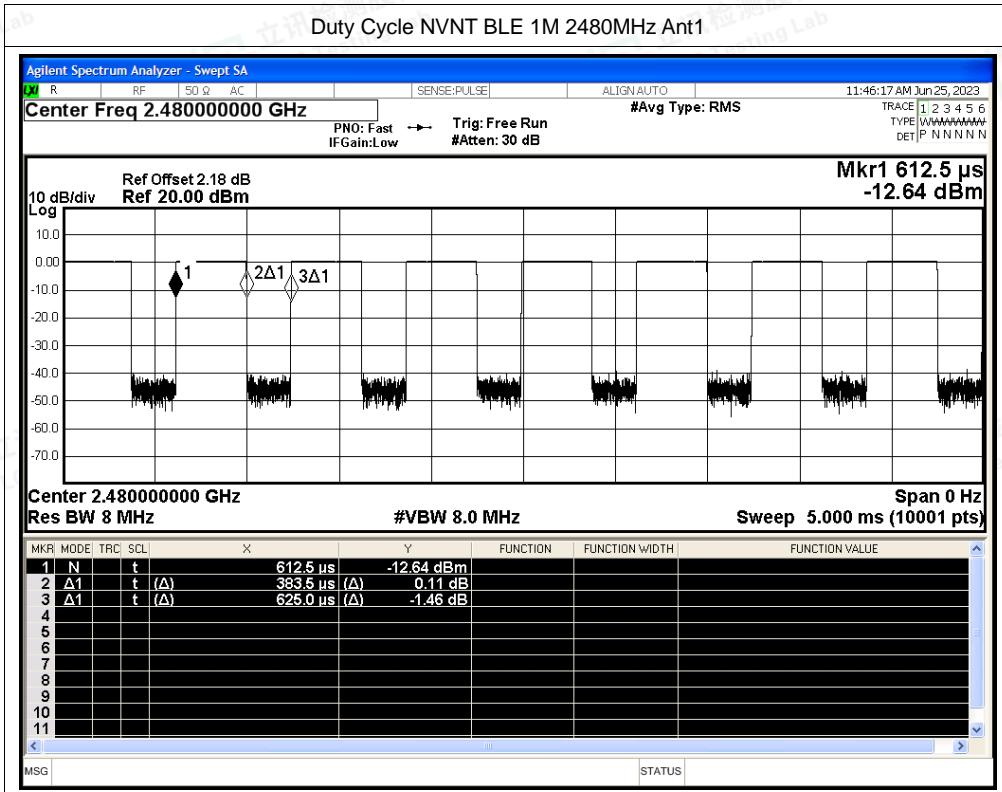 Duty Cycle NVNT BLE 1M 2480MHz Ant1
Agilent Spectrum Analyzer - Swept SA
LXI R RF 50 Ω AC SENSE:PULSE ALIGN AUTO 11:46:17 AM Jun 25, 2023
Center Freq 2.480000000 GHz
PNO: Fast
IFGain:Low
Trig: Free Run
#Atten: 30 dB
#Avg Type: RMS
TRACE 1 2 3 4 5 6
TYPE W
DET P N N N N N
Mkr1 612.5 µs
-12.64 dBm
Ref Offset 2.18 dB
10 dB/div Ref 20.00 dBm
Log
10.0
0.00
-10.0
-20.0
-30.0
-40.0
-50.0
-60.0
-70.0
1 2Δ1 3Δ1
Center 2.480000000 GHz Span 0 Hz
Res BW 8 MHz #VBW 8.0 MHz Sweep 5.000 ms (10001 pts)
MKR MODE TRC SCL X Y FUNCTION FUNCTION WIDTH FUNCTION VALUE
1 N t 612.5 µs -12.64 dBm
2 Δ1 t (Δ) 383.5 µs (Δ) 0.11 dB
3 Δ1 t (Δ) 625.0 µs (Δ) -1.46 dB
4
5
6
7
8
9
10
11
MSG STATUS